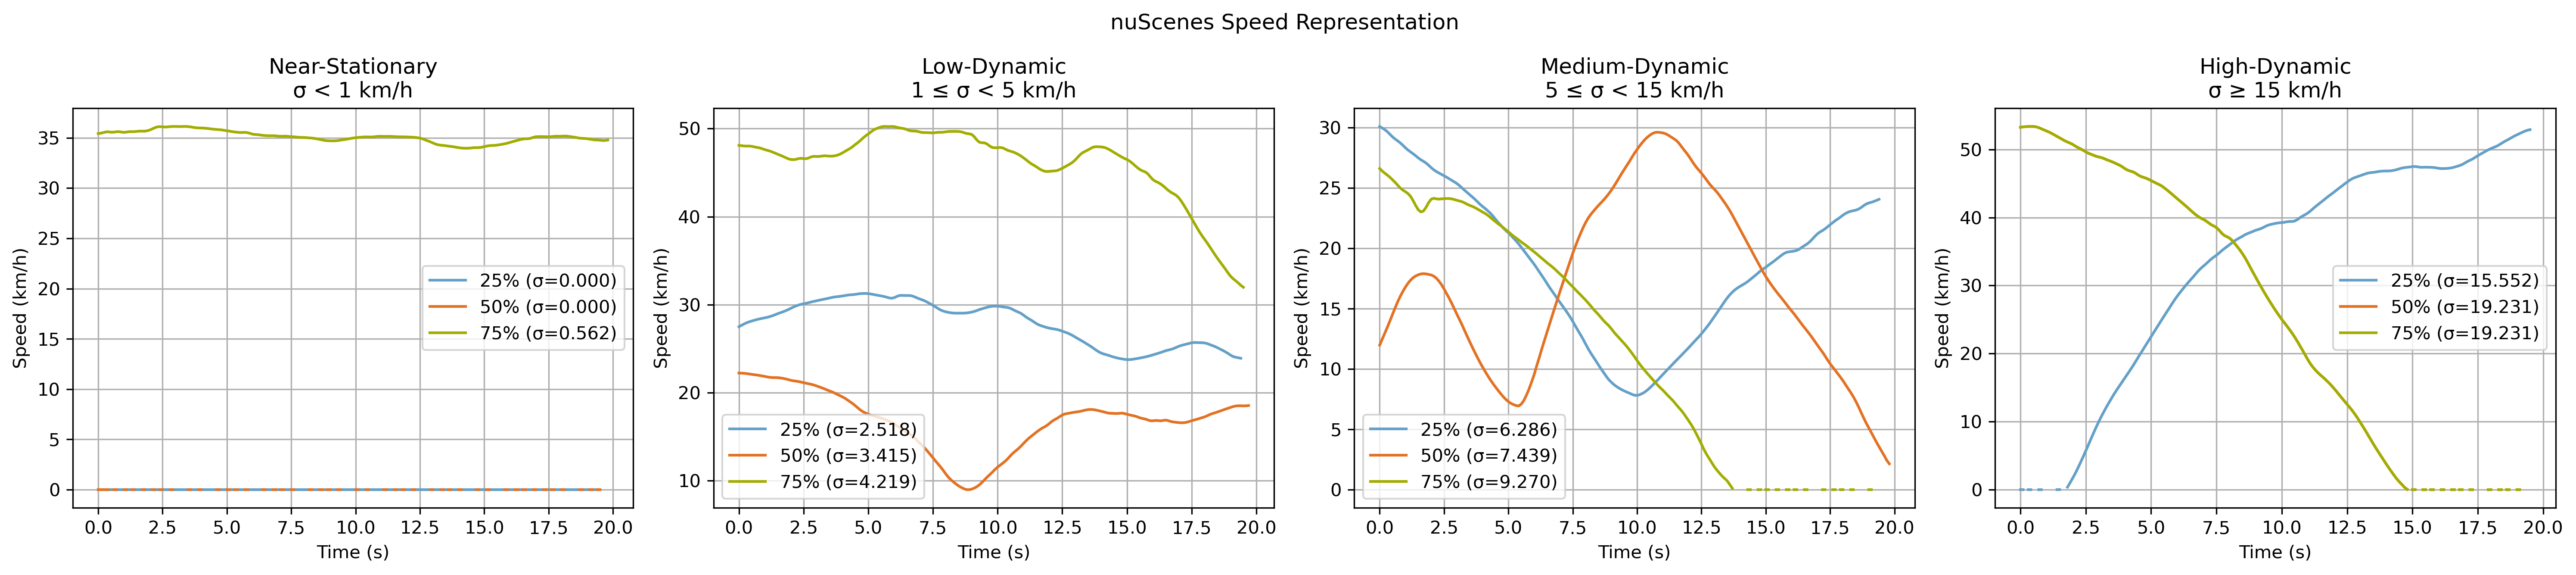 nuScenes Speed Representation
Near-Stationary
σ < 1 km/h
35
30
25
20
15
10
5
0
Speed (km/h)
25% (σ=0.000)
50% (σ=0.000)
75% (σ=0.562)
0.0 2.5 5.0 7.5 10.0 12.5 15.0 17.5 20.0
Time (s)
Low-Dynamic
1 ≤ σ < 5 km/h
50
40
30
20
10
Speed (km/h)
25% (σ=2.518)
50% (σ=3.415)
75% (σ=4.219)
0.0 2.5 5.0 7.5 10.0 12.5 15.0 17.5 20.0
Time (s)
Medium-Dynamic
5 ≤ σ < 15 km/h
30
25
20
15
10
5
0
Speed (km/h)
25% (σ=6.286)
50% (σ=7.439)
75% (σ=9.270)
0.0 2.5 5.0 7.5 10.0 12.5 15.0 17.5 20.0
Time (s)
High-Dynamic
σ ≥ 15 km/h
50
40
30
20
10
0
Speed (km/h)
25% (σ=15.552)
50% (σ=19.231)
75% (σ=19.231)
0.0 2.5 5.0 7.5 10.0 12.5 15.0 17.5 20.0
Time (s)